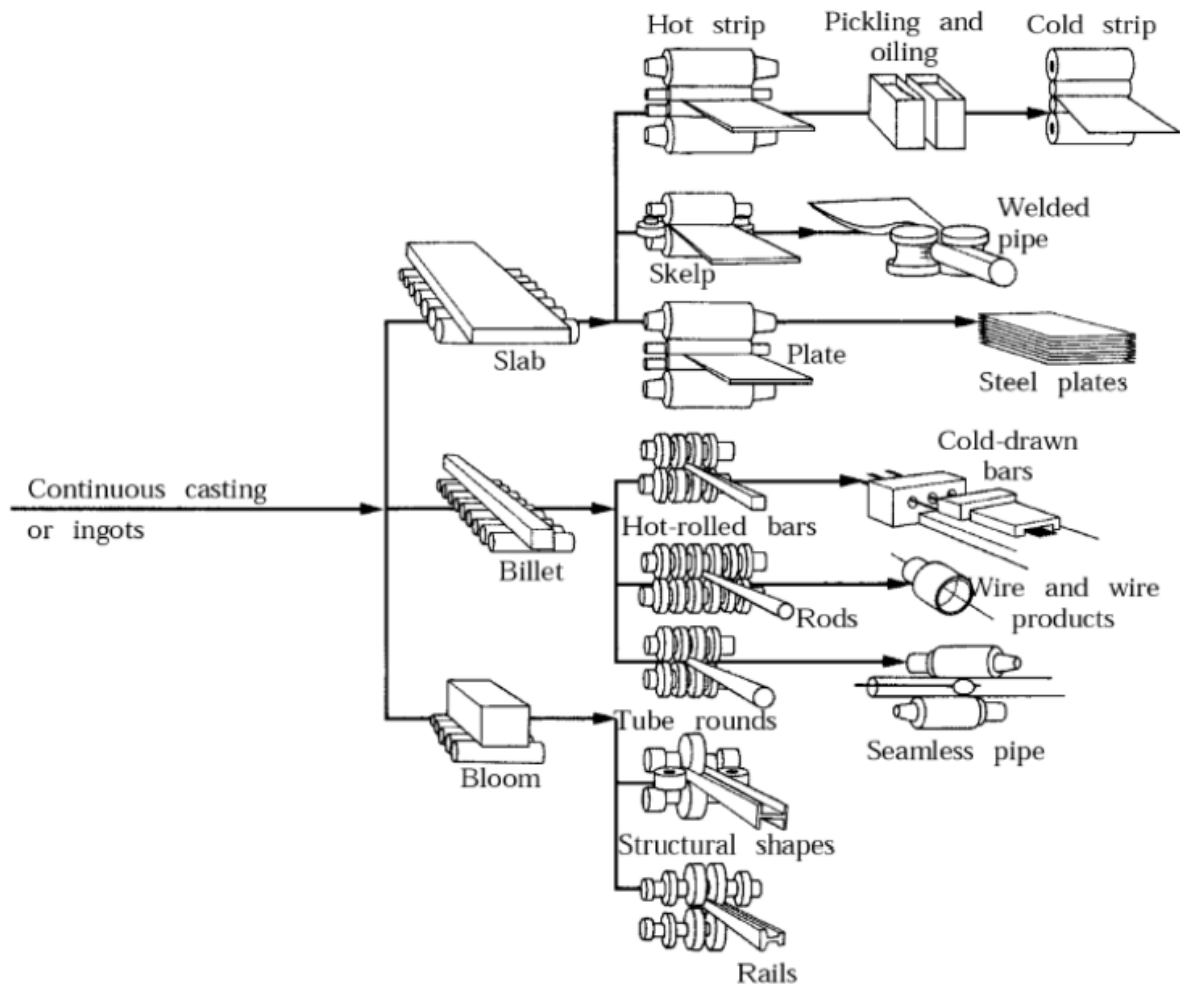 Hot strip
Pickling and
oiling
Cold strip
Skelp
Welded
pipe
Slab
Plate
Steel plates
Continuous casting
or ingots
Billet
Hot-rolled bars
Cold-drawn
bars
Rods
Wire and wire
products
Tube rounds
Seamless pipe
Bloom
Structural shapes
Rails